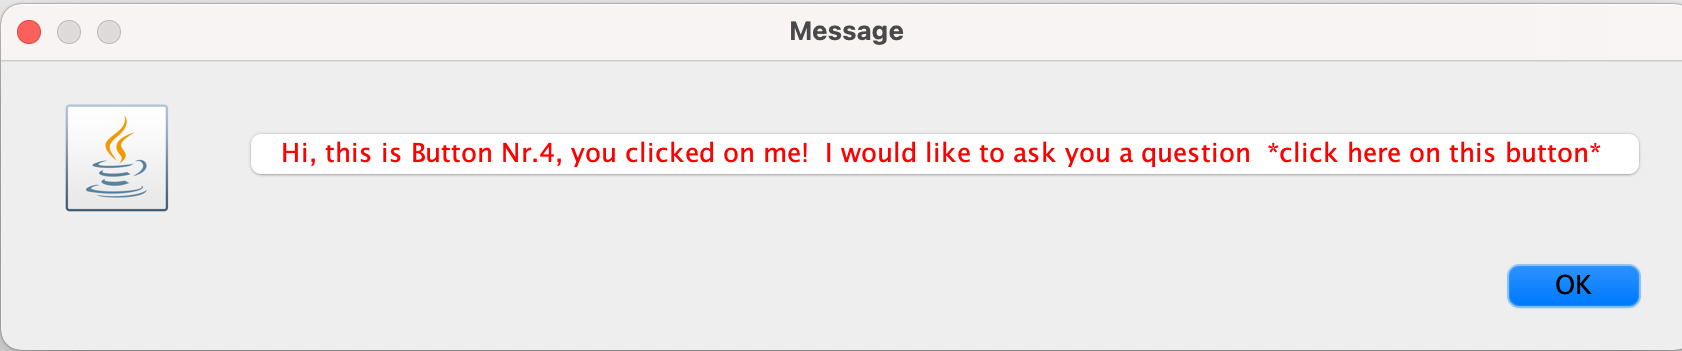 Message
Hi, this is Button Nr.4, you clicked on me!  I would like to ask you a question  *click here on this button*
OK